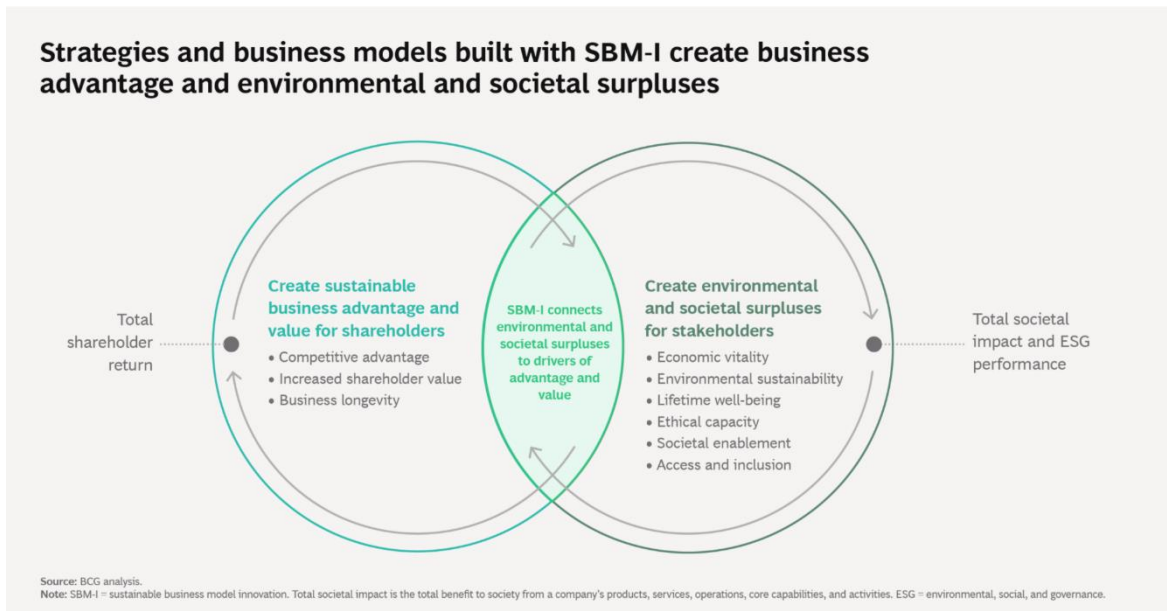 Strategies and business models built with SBM-I create business
advantage and environmental and societal surpluses
Total
shareholder
return
Create sustainable
business advantage and
value for shareholders
• Competitive advantage
• Increased shareholder value
• Business longevity
SBM-I connects
environmental and
societal surpluses
to drivers of
advantage and
value
Create environmental
and societal surpluses
for stakeholders
• Economic vitality
• Environmental sustainability
• Lifetime well-being
• Ethical capacity
• Societal enablement
• Access and inclusion
Total societal
impact and ESG
performance
Source: BCG analysis.
Note: SBM-I = sustainable business model innovation. Total societal impact is the total benefit to society from a company's products, services, operations, core capabilities, and activities. ESG = environmental, social, and governance.